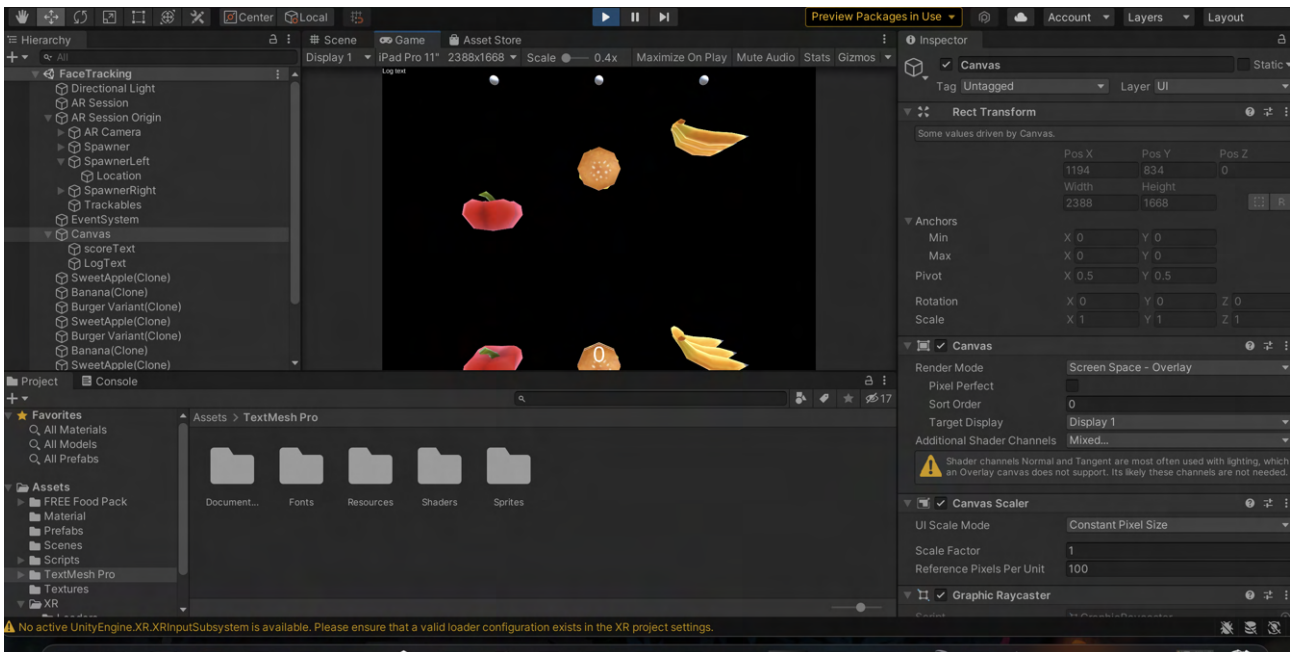 Center
Local
Preview Packages in Use
Account
Layers
Layout
Hierarchy
All
FaceTracking
Directional Light
AR Session
AR Session Origin
AR Camera
Spawner
SpawnerLeft
Location
SpawnerRight
Trackables
EventSystem
Canvas
scoreText
LogText
SweetApple(Clone)
Banana(Clone)
Burger Variant(Clone)
SweetApple(Clone)
Burger Variant(Clone)
Banana(Clone)
SweetApple(Clone)
Scene
Game
Asset Store
Display 1
iPad Pro 11" 2388x1668
Scale
0.4x
Maximize On Play
Mute Audio
Stats
Gizmos
Log text
0
Inspector
Canvas
Static
Tag Untagged
Layer UI
Rect Transform
Some values driven by Canvas.
Pos X Pos Y Pos Z
1194 834 0
Width Height
2388 1668
R
Anchors
Min X 0 Y 0
Max X 0 Y 0
Pivot X 0.5 Y 0.5
Rotation X 0 Y 0 Z 0
Scale X 1 Y 1 Z 1
Canvas
Render Mode Screen Space - Overlay
Pixel Perfect
Sort Order 0
Target Display Display 1
Additional Shader Channels Mixed...
Shader channels Normal and Tangent are most often used with lighting, which
an Overlay canvas does not support. Its likely these channels are not needed.
Canvas Scaler
UI Scale Mode Constant Pixel Size
Scale Factor 1
Reference Pixels Per Unit 100
Graphic Raycaster
Project
Console
17
Favorites
All Materials
All Models
All Prefabs
Assets
FREE Food Pack
Material
Prefabs
Scenes
Scripts
TextMesh Pro
Textures
XR
Assets > TextMesh Pro
Document...
Fonts
Resources
Shaders
Sprites
No active UnityEngine.XR.XRInputSubsystem is available. Please ensure that a valid loader configuration exists in the XR project settings.